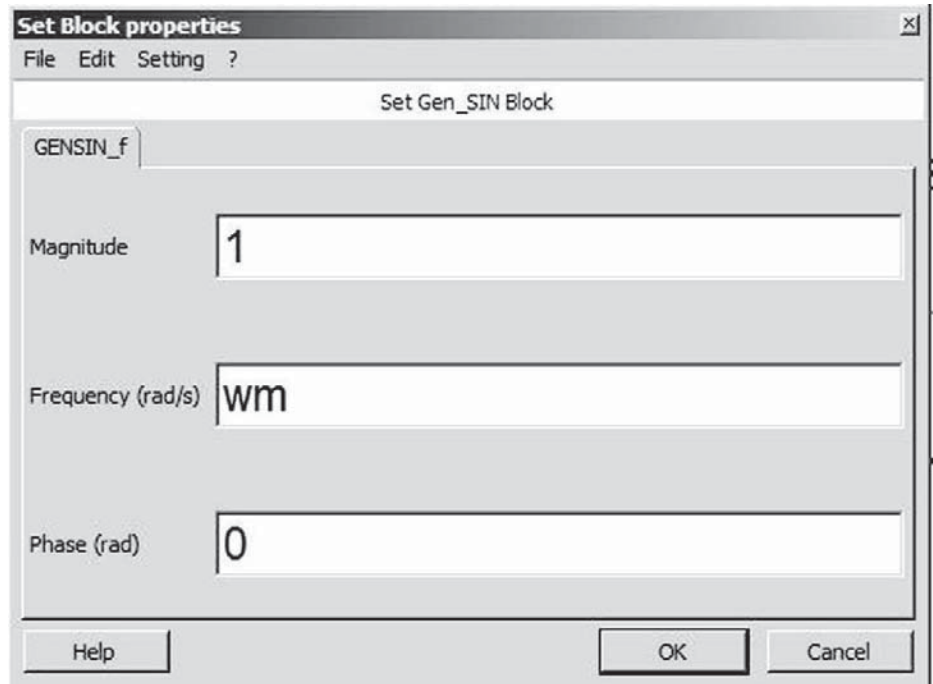 Set Block properties
File Edit Setting ?
Set Gen_SIN Block
GENSIN_f
Magnitude 1
Frequency (rad/s) wm
Phase (rad) 0
Help OK Cancel